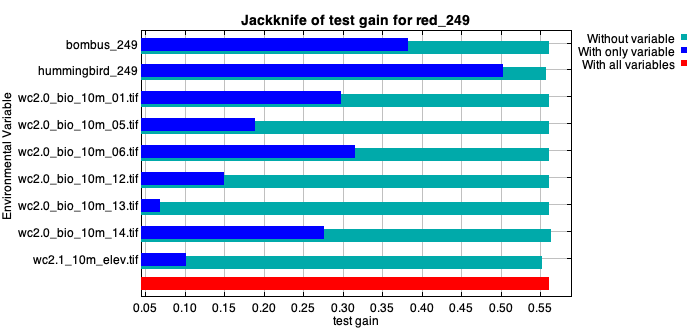 Jackknife of test gain for red_249
Without variable
With only variable
With all variables
Environmental Variable
bombus_249
hummingbird_249
wc2.0_bio_10m_01.tif
wc2.0_bio_10m_05.tif
wc2.0_bio_10m_06.tif
wc2.0_bio_10m_12.tif
wc2.0_bio_10m_13.tif
wc2.0_bio_10m_14.tif
wc2.1_10m_elev.tif
0.05 0.10 0.15 0.20 0.25 0.30 0.35 0.40 0.45 0.50 0.55
test gain